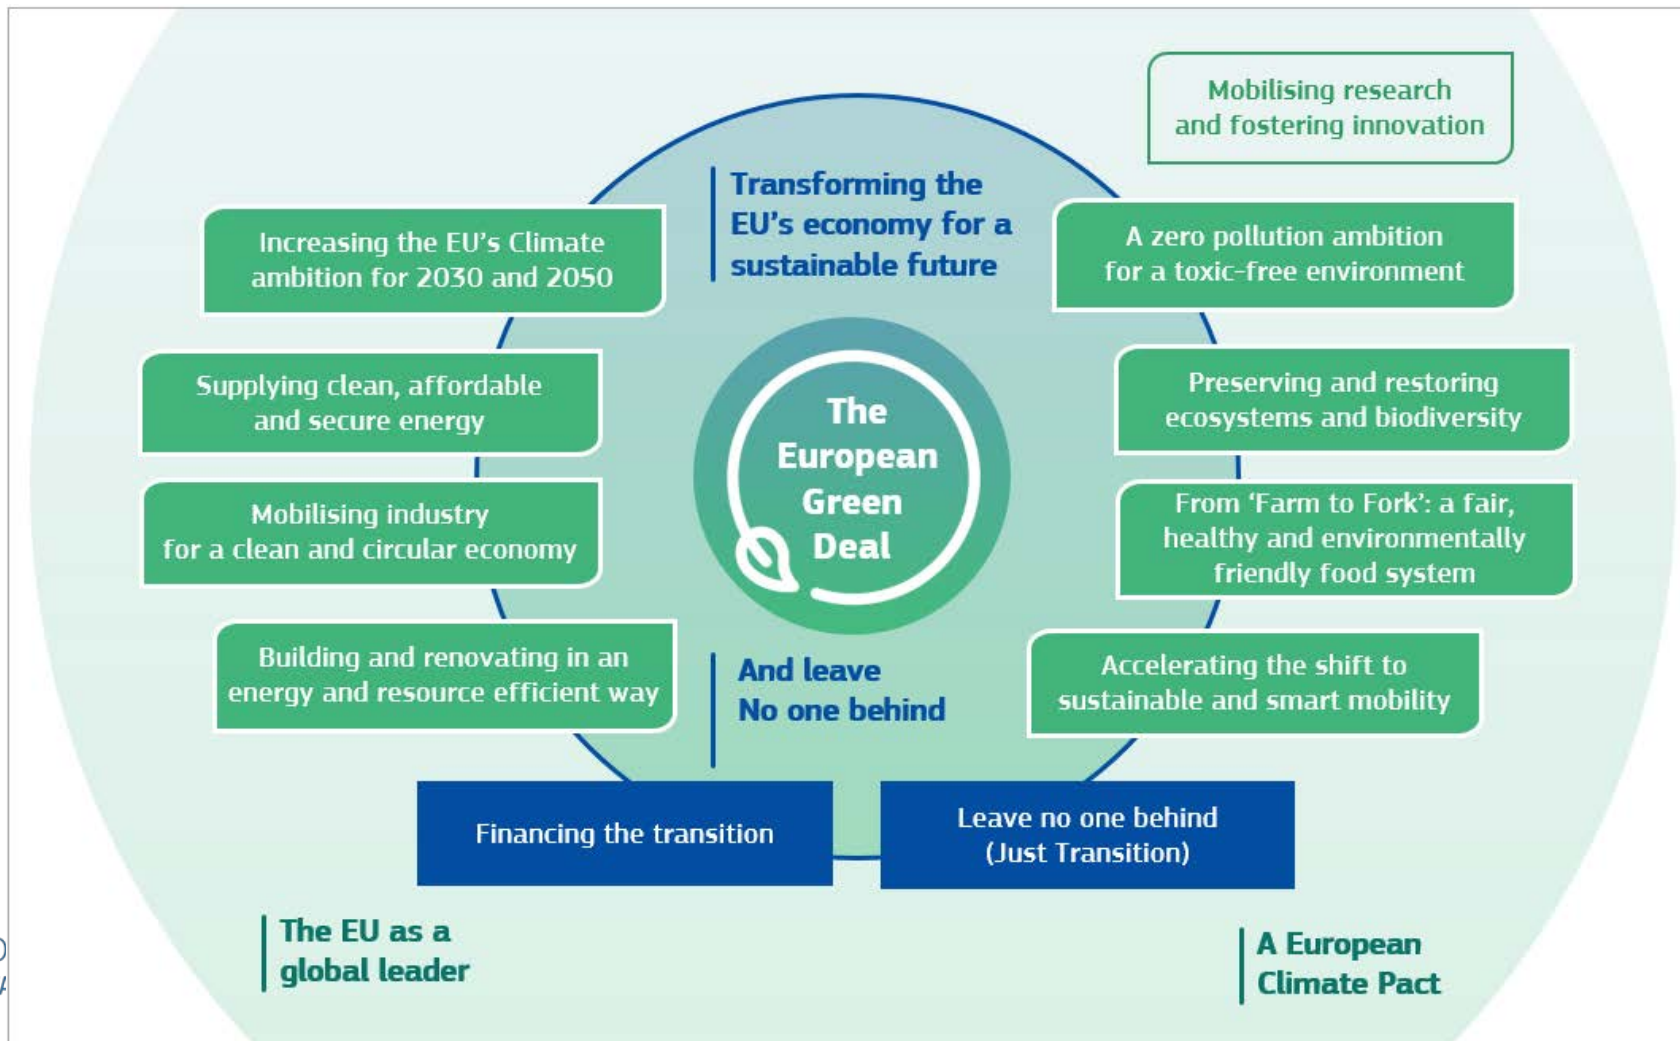 Mobilising research
and fostering innovation
Transforming the
EU's economy for a
sustainable future
Increasing the EU's Climate
ambition for 2030 and 2050
A zero pollution ambition
for a toxic-free environment
Supplying clean, affordable
and secure energy
Preserving and restoring
ecosystems and biodiversity
The
European
Green
Deal
Mobilising industry
for a clean and circular economy
From ‘Farm to Fork’: a fair,
healthy and environmentally
friendly food system
Building and renovating in an
energy and resource efficient way
And leave
No one behind
Accelerating the shift to
sustainable and smart mobility
Financing the transition
Leave no one behind
(Just Transition)
The EU as a
global leader
A European
Climate Pact